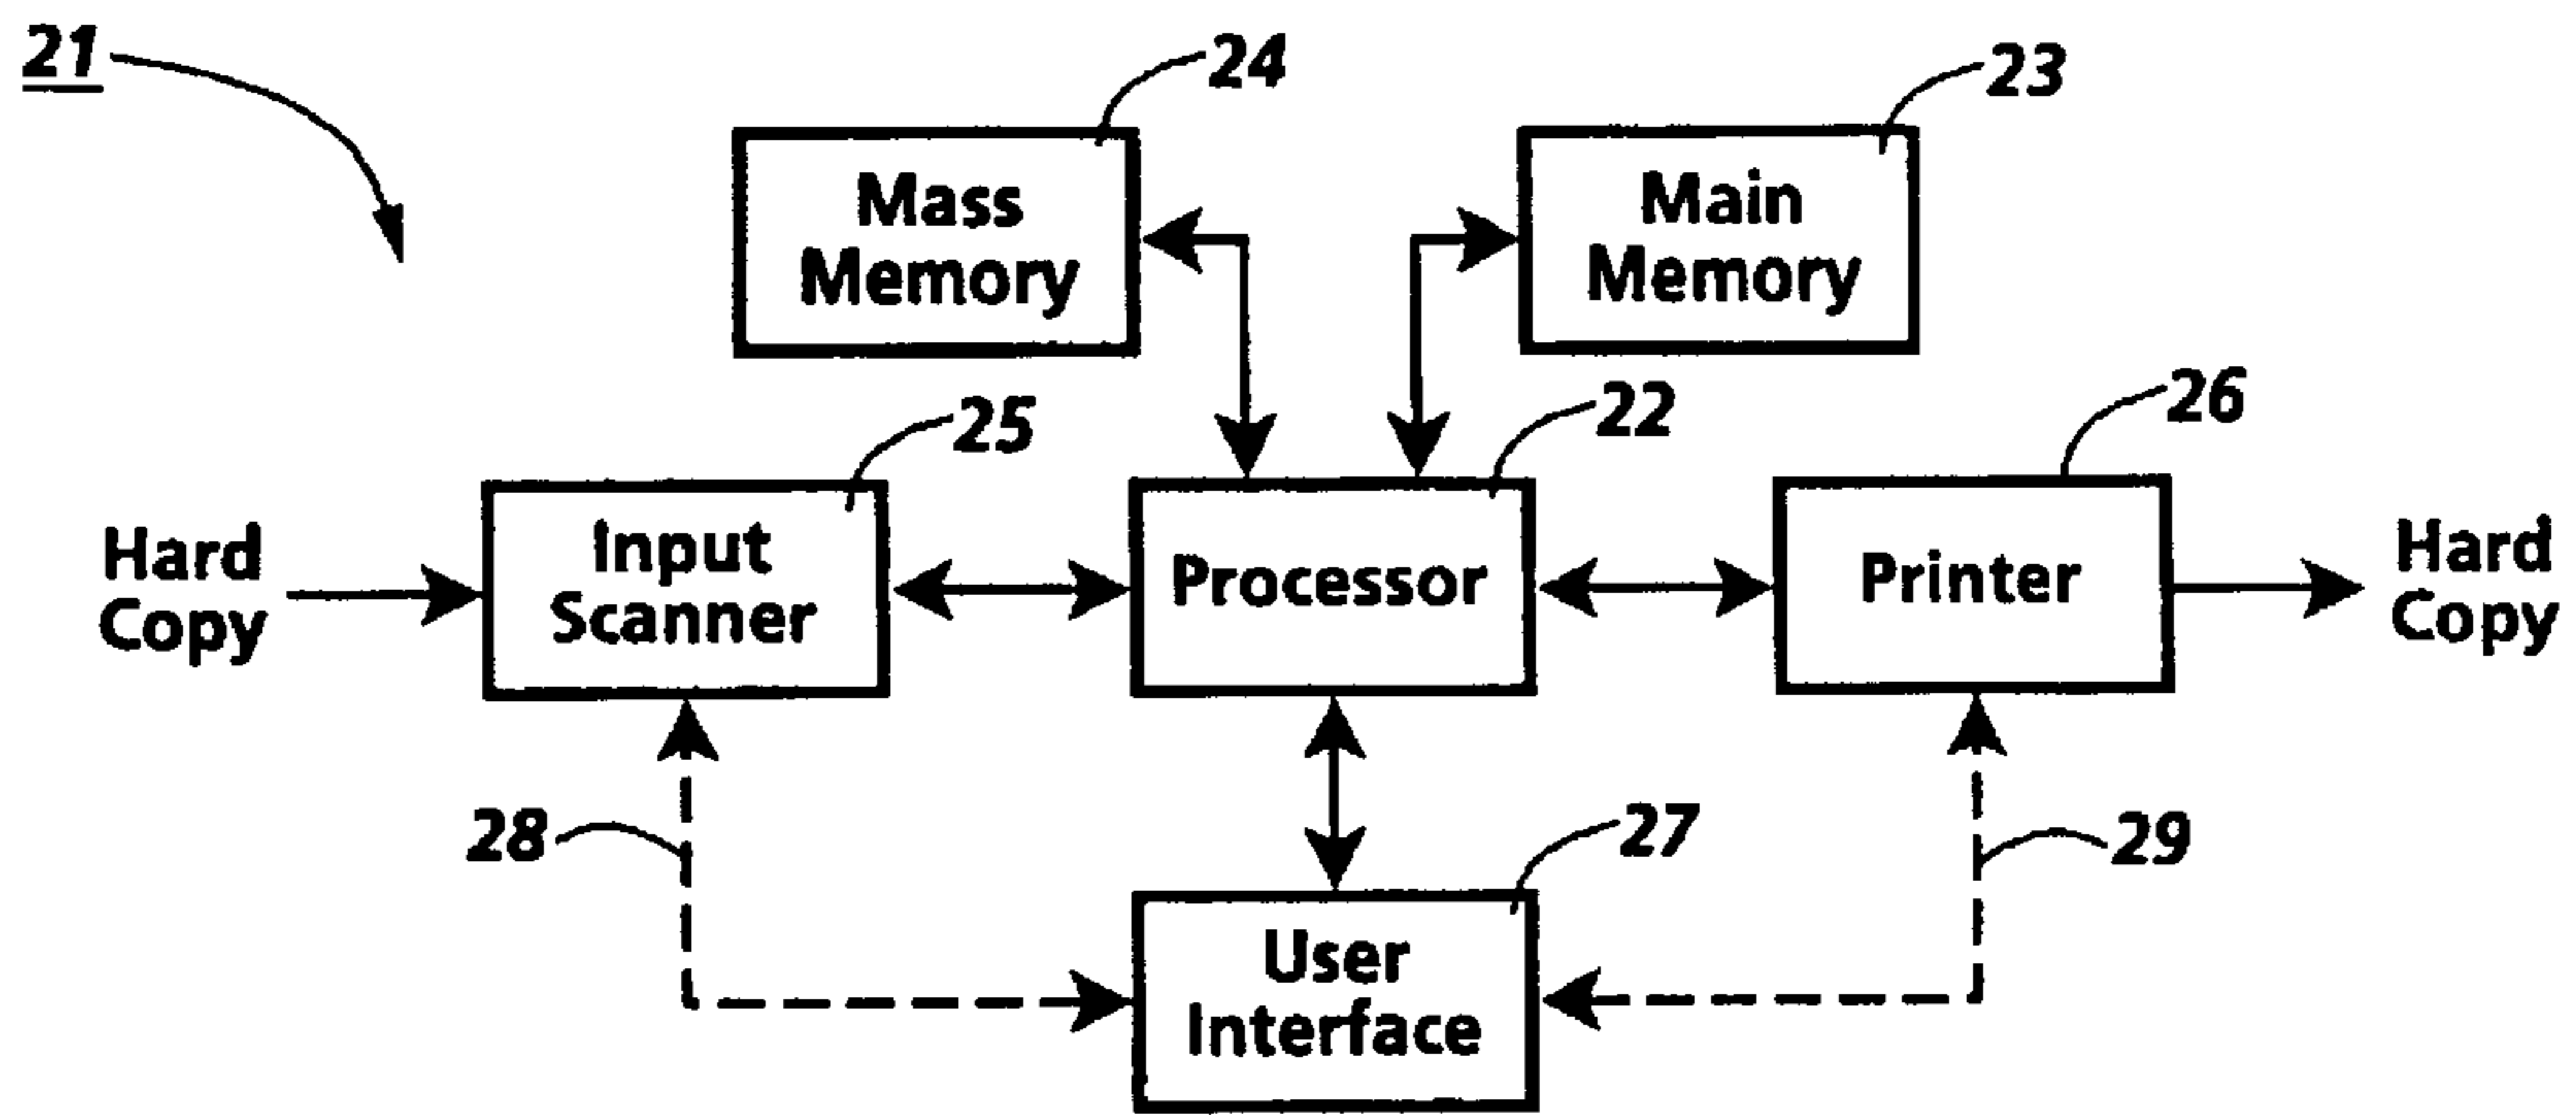 21
24
23
Mass
Memory
Main
Memory
25
22
26
Hard
Copy
Input
Scanner
Processor
Printer
Hard
Copy
28
27
29
User
Interface